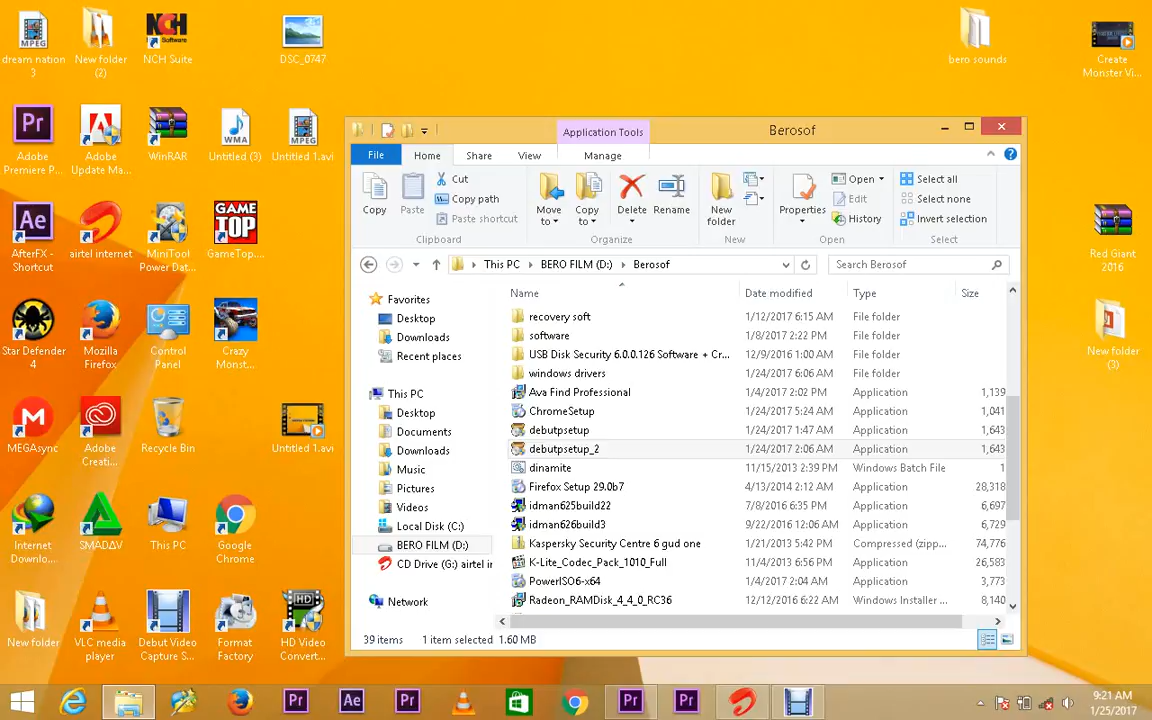 dream nation
3
New folder
(2)
NCH
Software
NCH Suite
DSC_0747
bero sounds
Create
Monster Vi...
Adobe
Premiere P...
Adobe
Update Ma...
WinRAR
WMA
Untitled (3)
MPEG
Untitled 1.avi
AfterFX -
Shortcut
airtel internet
MiniTool
Power Dat...
GAME
TOP
GameTop....
Red Giant
2016
Star Defender
4
Mozilla
Firefox
Control
Panel
Crazy
Monst...
New folder
(3)
MEGAsync
Adobe
Creati...
Recycle Bin
Untitled 1.avi
Internet
Downlo...
SMADAV
This PC
Google
Chrome
New folder
VLC media
player
Debut Video
Capture S...
Format
Factory
HD Video
Convert...
Application Tools
Berosof
File
Home
Share
View
Manage
Copy
Paste
Cut
Copy path
Paste shortcut
Clipboard
Move
to
Copy
to
Delete
Rename
Organize
New
folder
New
Properties
Open
Edit
History
Open
Select all
Select none
Invert selection
Select
This PC
BERO FILM (D:)
Berosof
Search Berosof
Favorites
Desktop
Downloads
Recent places
This PC
Desktop
Documents
Downloads
Music
Pictures
Videos
Local Disk (C:)
BERO FILM (D:)
CD Drive (G:) airtel in
Network
Name Date modified Type Size
recovery soft 1/12/2017 6:15 AM File folder
software 1/8/2017 2:22 PM File folder
USB Disk Security 6.0.0.126 Software + Cr... 12/9/2016 1:00 AM File folder
windows drivers 1/24/2017 6:06 AM File folder
Ava Find Professional 1/4/2017 2:02 PM Application 1,139
ChromeSetup 1/24/2017 5:24 AM Application 1,041
debutpsetup 1/24/2017 1:47 AM Application 1,643
debutpsetup_2 1/24/2017 2:06 AM Application 1,643
dinamite 11/15/2013 2:39 PM Windows Batch File 1
Firefox Setup 29.0b7 4/13/2014 2:12 AM Application 28,318
idman625build22 7/8/2016 6:35 PM Application 6,697
idman626build3 9/22/2016 12:06 AM Application 6,729
Kaspersky Security Centre 6 gud one 1/21/2013 5:42 PM Compressed (zipp... 74,776
K-Lite_Codec_Pack_1010_Full 11/4/2013 6:56 PM Application 26,583
PowerISO6-x64 1/4/2017 2:04 AM Application 3,773
Radeon_RAMDisk_4_4_0_RC36 12/12/2016 6:22 AM Windows Installer ... 8,140
39 items 1 item selected 1.60 MB
9:21 AM
1/25/2017